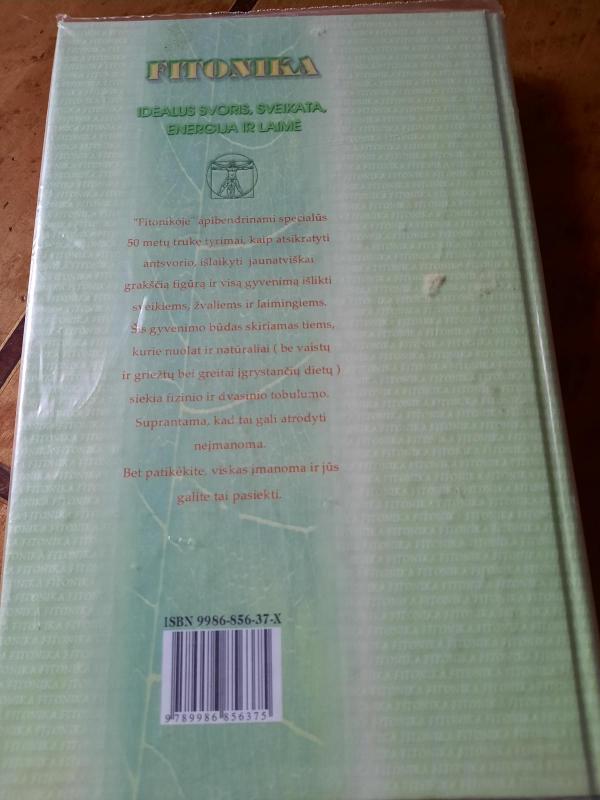 FITONIKA
IDEALUS SVORIS, SVEIKATA,
ENERGIJA IR LAIMĖ
"Fitonikoje" apibendrinami specialūs
50 metų trukę tyrimai, kaip atsikratyti
antsvorio, išlaikyti jaunatviškai
grakščią figūrą ir visą gyvenimą išlikti
sveikiems, žvaliems ir laimingiems.
Šis gyvenimo būdas skiriamas tiems,
kurie nuolat ir natūraliai ( be vaistų
ir griežtų bei greitai įgrystančių dietų )
siekia fizinio ir dvasinio tobulumo.
Suprantama, kad tai gali atrodyti
neįmanoma.
Bet patikėkite, viskas įmanoma ir jūs
galite tai pasiekti.
ISBN 9986-856-37-X
9 789986 856375